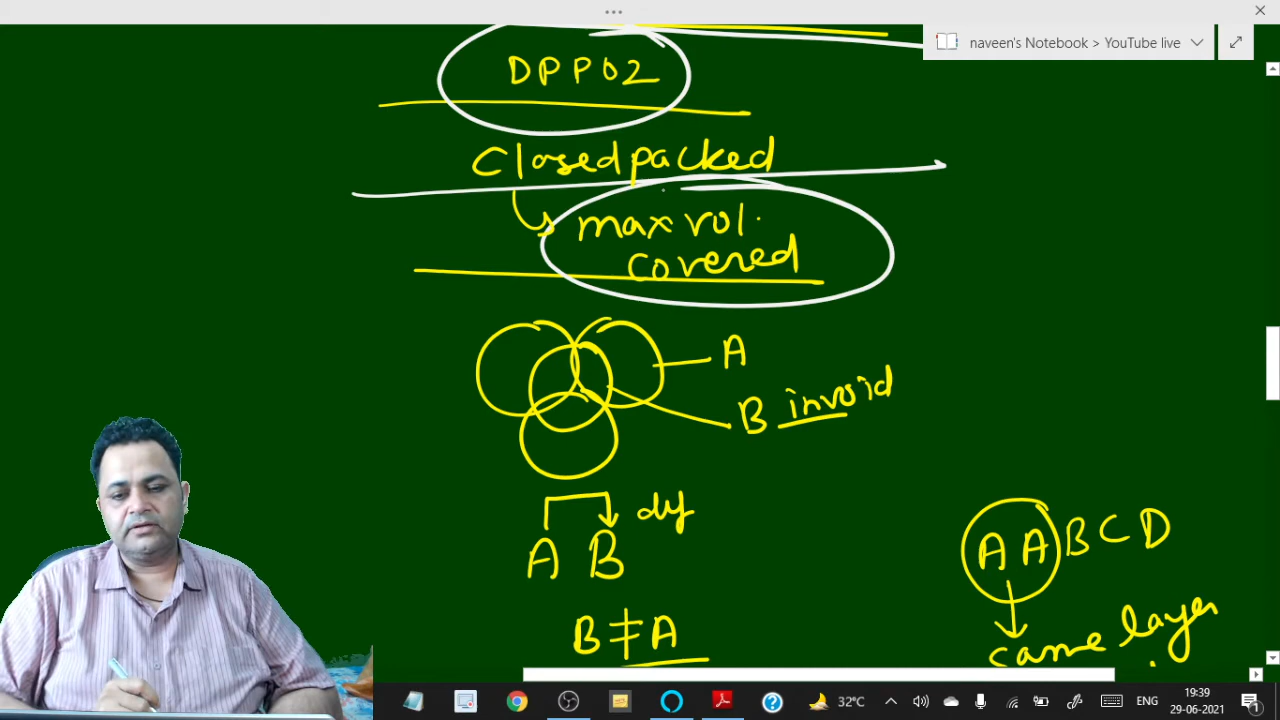 naveen's Notebook > YouTube live
DPP02
Closed packed
max vol.
covered
A
B invoid
dif
A B
B ≠ A
A A B C D
same layer
32°C
ENG
19:39
29-06-2021